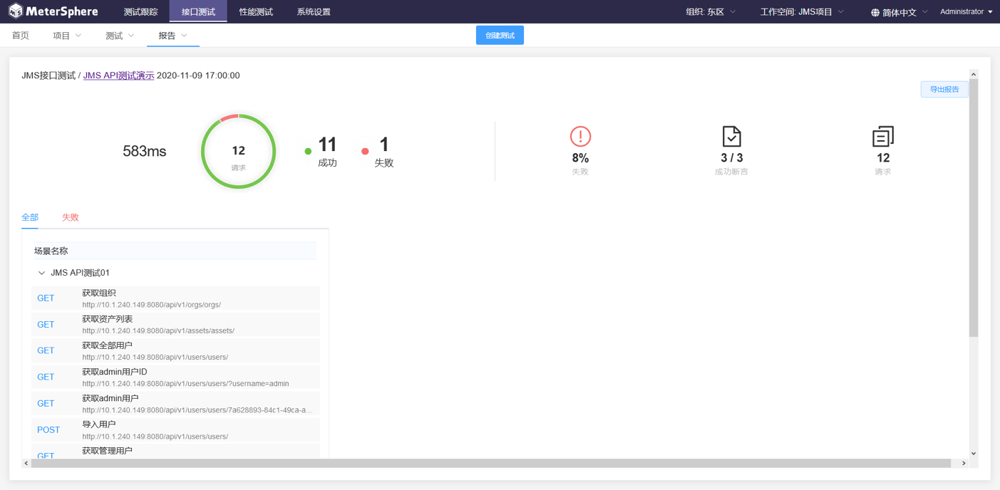 MeterSphere 测试跟踪 接口测试 性能测试 系统设置 组织: 东区 工作空间: JMS项目 简体中文 Administrator
首页 项目 测试 报告 创建测试
JMS接口测试 / JMS API测试演示 2020-11-09 17:00:00
导出报告
583ms
12
请求
11
成功
1
失败
8%
失败
3 / 3
成功断言
12
请求
全部 失败
场景名称
JMS API测试01
GET 获取组织
http://10.1.240.149:8080/api/v1/orgs/orgs/
GET 获取资产列表
http://10.1.240.149:8080/api/v1/assets/assets/
GET 获取全部用户
http://10.1.240.149:8080/api/v1/users/users/
GET 获取admin用户ID
http://10.1.240.149:8080/api/v1/users/users/?username=admin
GET 获取admin用户
http://10.1.240.149:8080/api/v1/users/users/7a628893-84c1-49ca-a...
POST 导入用户
http://10.1.240.149:8080/api/v1/users/users/
GET 获取管理用户